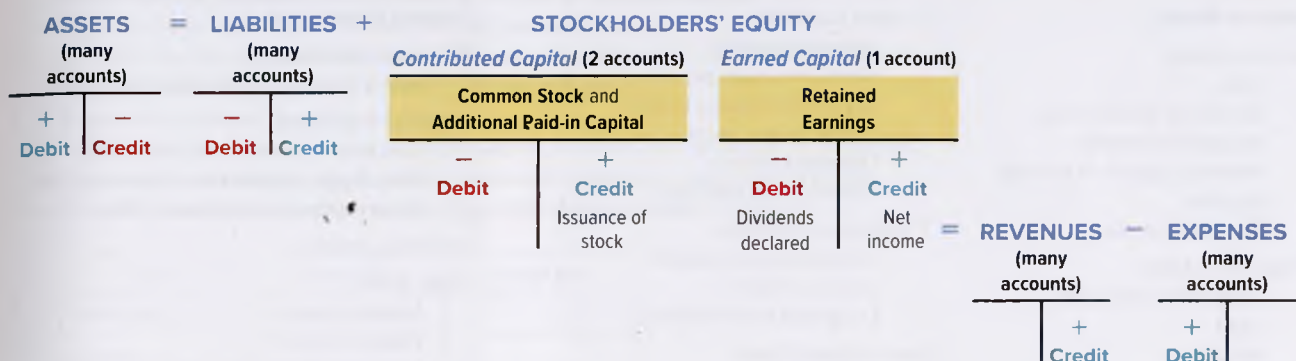 ASSETS = LIABILITIES + STOCKHOLDERS' EQUITY
(many accounts)
(many accounts)
Contributed Capital (2 accounts)
Earned Capital (1 account)
Common Stock and
Additional Paid-in Capital
Retained
Earnings
+ −
Debit Credit
− +
Debit Credit
− +
Debit Credit
Issuance of
stock
− +
Debit Credit
Dividends
declared
Net
income
= REVENUES − EXPENSES
(many
accounts)
(many
accounts)
+
Credit
+
Debit